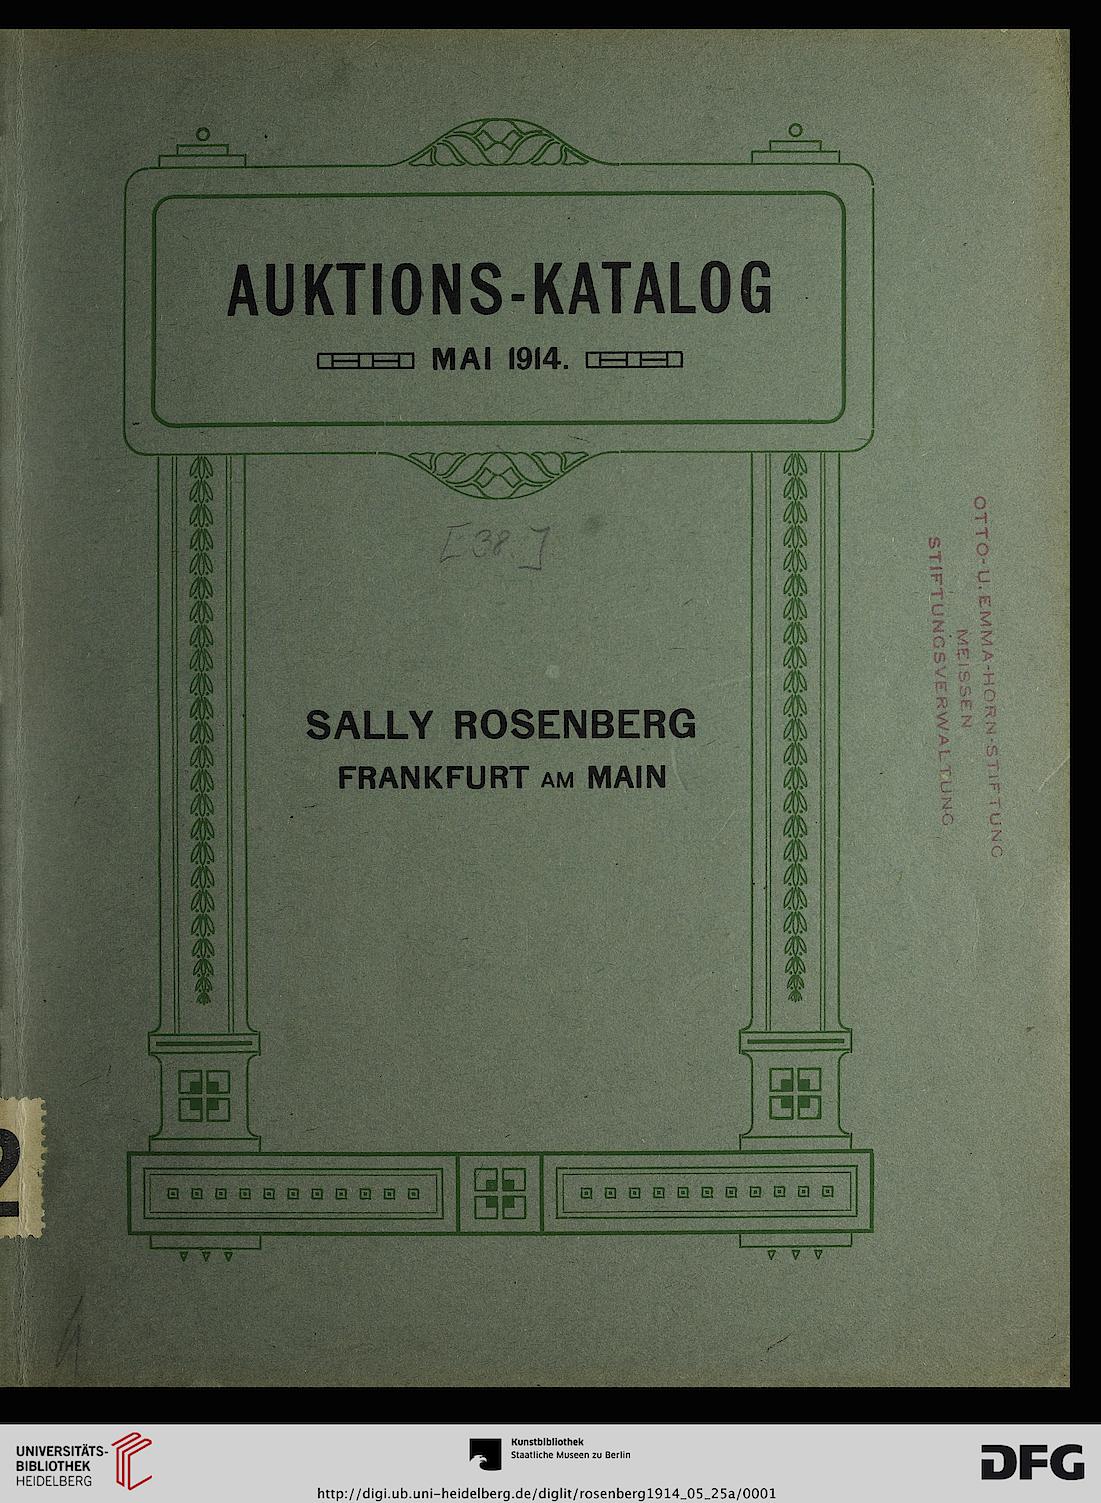 AUKTIONS-KATALOG
MAI 1914.
[38.]
SALLY ROSENBERG
FRANKFURT AM MAIN
OTTO- U. EMMA-HORN-STIFTUNG
MEISSEN
STIFTUNGSVERWALTUNG
2
UNIVERSITÄTS-
BIBLIOTHEK
HEIDELBERG
Kunstbibliothek
Staatliche Museen zu Berlin
DFG
http://digi.ub.uni-heidelberg.de/diglit/rosenberg1914_05_25a/0001